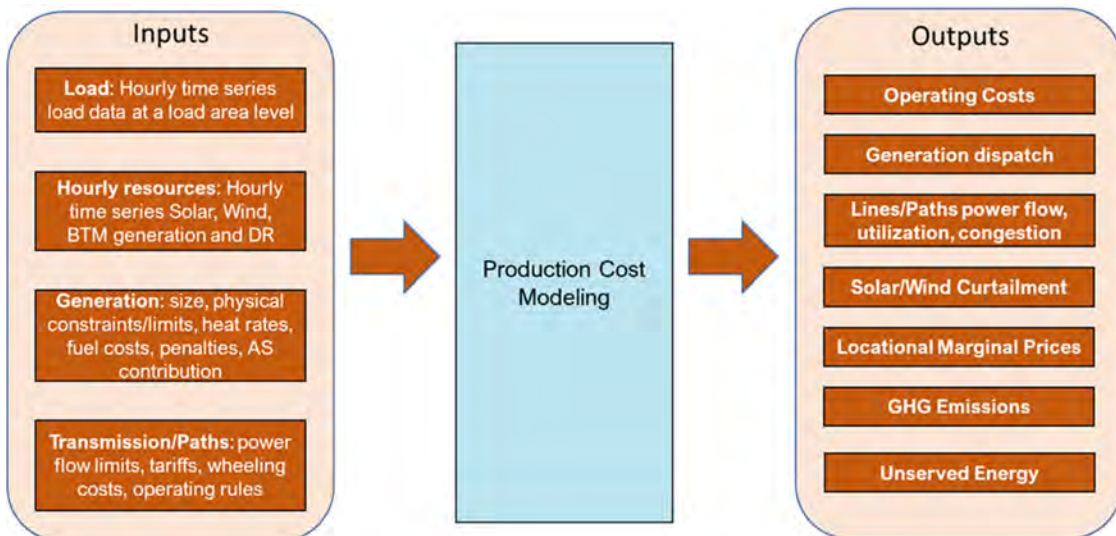 Inputs
Load: Hourly time series
load data at a load area level
Hourly resources: Hourly
time series Solar, Wind,
BTM generation and DR
Generation: size, physical
constraints/limits, heat rates,
fuel costs, penalties, AS
contribution
Transmission/Paths: power
flow limits, tariffs, wheeling
costs, operating rules
Production Cost
Modeling
Outputs
Operating Costs
Generation dispatch
Lines/Paths power flow,
utilization, congestion
Solar/Wind Curtailment
Locational Marginal Prices
GHG Emissions
Unserved Energy